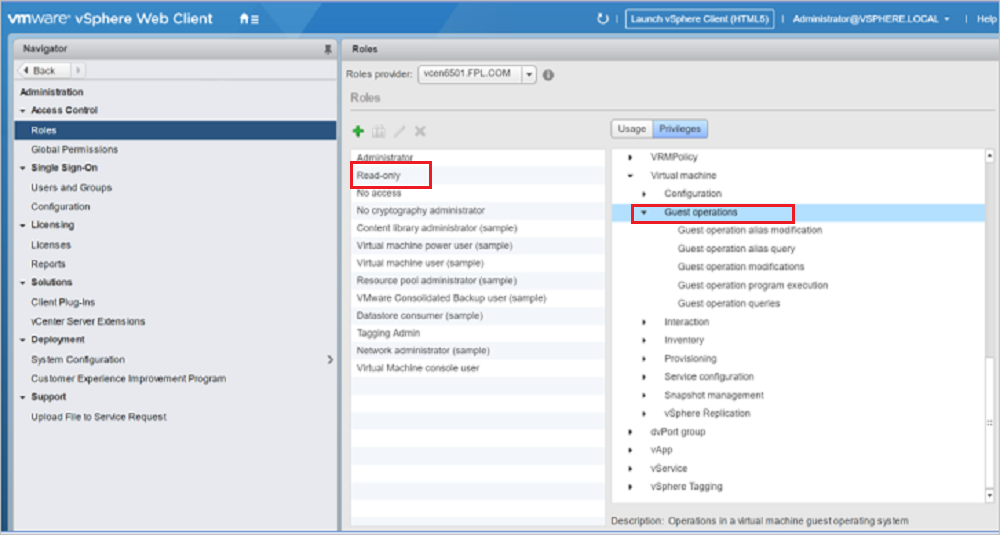 vmware® vSphere Web Client
Launch vSphere Client (HTML5)
Administrator@VSPHERE.LOCAL
Help
Navigator
Back
Administration
Access Control
Roles
Global Permissions
Single Sign-On
Users and Groups
Configuration
Licensing
Licenses
Reports
Solutions
Client Plug-Ins
vCenter Server Extensions
Deployment
System Configuration
Customer Experience Improvement Program
Support
Upload File to Service Request
Roles
Roles provider: vcen6501.FPL.COM
Roles
Administrator
Read-only
No access
No cryptography administrator
Content library administrator (sample)
Virtual machine power user (sample)
Virtual machine user (sample)
Resource pool administrator (sample)
VMware Consolidated Backup user (sample)
Datastore consumer (sample)
Tagging Admin
Network administrator (sample)
Virtual Machine console user
Usage Privileges
VRMPolicy
Virtual machine
Configuration
Guest operations
Guest operation alias modification
Guest operation alias query
Guest operation modifications
Guest operation program execution
Guest operation queries
Interaction
Inventory
Provisioning
Service configuration
Snapshot management
vSphere Replication
dvPort group
vApp
vService
vSphere Tagging
Description: Operations in a virtual machine guest operating system